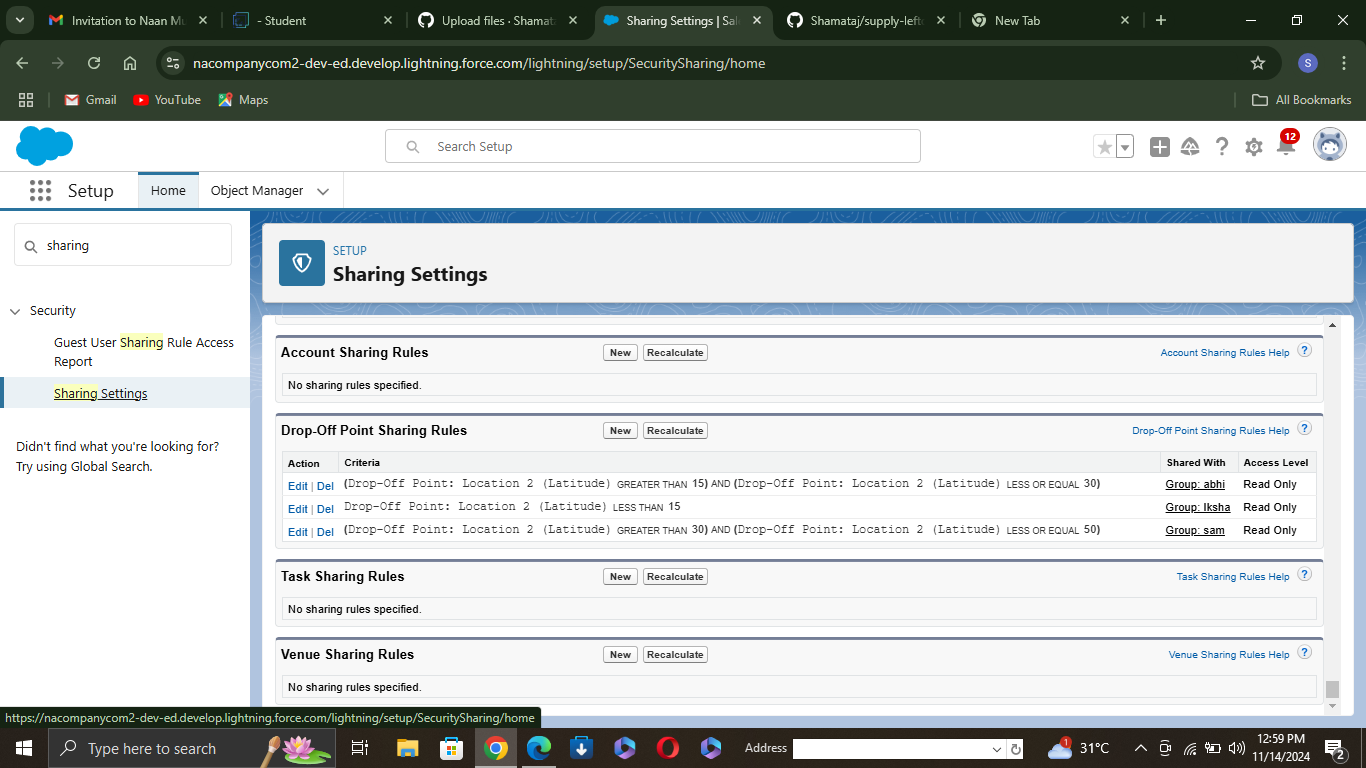 Invitation to Naan Mu
- Student
Upload files · Shamata
Sharing Settings | Sal
Shamataj/supply-left
New Tab
nacompanycom2-dev-ed.develop.lightning.force.com/lightning/setup/SecuritySharing/home
S
Gmail
YouTube
Maps
All Bookmarks
Search Setup
12
Setup
Home
Object Manager
sharing
Security
Guest User Sharing Rule Access
Report
Sharing Settings
Didn't find what you're looking for?
Try using Global Search.
SETUP
Sharing Settings
Account Sharing Rules
New
Recalculate
Account Sharing Rules Help ?
No sharing rules specified.
Drop-Off Point Sharing Rules
New
Recalculate
Drop-Off Point Sharing Rules Help ?
Action Criteria Shared With Access Level
Edit | Del (Drop-Off Point: Location 2 (Latitude) GREATER THAN 15) AND (Drop-Off Point: Location 2 (Latitude) LESS OR EQUAL 30) Group: abhi Read Only
Edit | Del Drop-Off Point: Location 2 (Latitude) LESS THAN 15 Group: Iksha Read Only
Edit | Del (Drop-Off Point: Location 2 (Latitude) GREATER THAN 30) AND (Drop-Off Point: Location 2 (Latitude) LESS OR EQUAL 50) Group: sam Read Only
Task Sharing Rules
New
Recalculate
Task Sharing Rules Help ?
No sharing rules specified.
Venue Sharing Rules
New
Recalculate
Venue Sharing Rules Help ?
No sharing rules specified.
https://nacompanycom2-dev-ed.develop.lightning.force.com/lightning/setup/SecuritySharing/home
Type here to search
Address
1
31°C
12:59 PM
11/14/2024
2